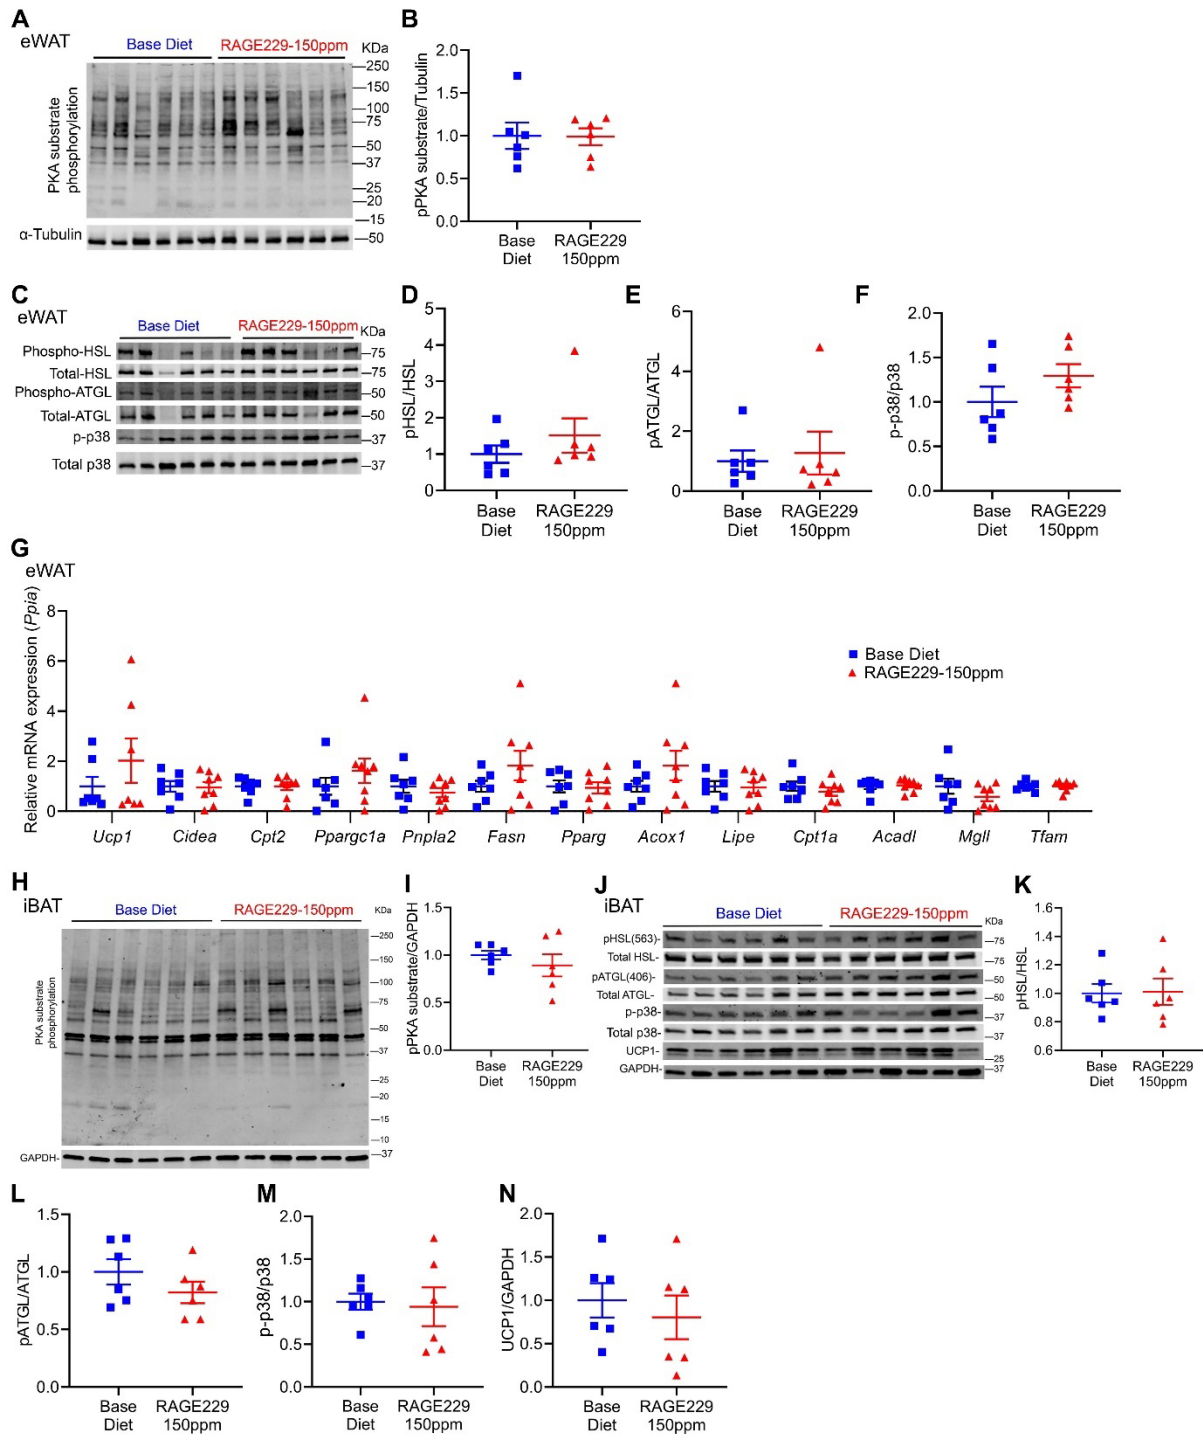 A
eWAT
Base Diet
RAGE229-150ppm
KDa
PKA substrate
phosphorylation
250
150
100
75
50
37
25
20
15
α-Tubulin
50
B
pPKA substrate/Tubulin
2.0
1.5
1.0
0.5
0.0
Base
Diet
RAGE229
150ppm
C
eWAT
Base Diet
RAGE229-150ppm
KDa
Phospho-HSL
75
Total-HSL
75
Phospho-ATGL
50
Total-ATGL
50
p-p38
37
Total p38
37
D
pHSL/HSL
5
4
3
2
1
0
Base
Diet
RAGE229
150ppm
E
pATGL/ATGL
6
4
2
0
Base
Diet
RAGE229
150ppm
F
p-p38/p38
2.0
1.5
1.0
0.5
0.0
Base
Diet
RAGE229
150ppm
G
eWAT
Relative mRNA expression (Ppia)
8
6
4
2
0
Base Diet
RAGE229-150ppm
Ucp1 Cidea Cpt2 Ppargc1a Pnpla2 Fasn Pparg Acox1 Lipe Cpt1a Acadl Mgll Tfam
H
iBAT
Base Diet
RAGE229-150ppm
KDa
PKA substrate
phosphorylation
250
150
100
75
50
37
25
20
15
10
GAPDH-
37
I
pPKA substrate/GAPDH
1.5
1.0
0.5
0.0
Base
Diet
RAGE229
150ppm
J
iBAT
Base Diet
RAGE229-150ppm
KDa
pHSL(563)-
75
Total HSL-
75
pATGL(406)-
50
Total ATGL-
50
p-p38-
37
Total p38-
37
UCP1-
25
GAPDH-
37
K
pHSL/HSL
1.6
1.4
1.2
1.0
0.8
0.6
Base
Diet
RAGE229
150ppm
L
pATGL/ATGL
1.5
1.0
0.5
0.0
Base
Diet
RAGE229
150ppm
M
p-p38/p38
2.0
1.5
1.0
0.5
0.0
Base
Diet
RAGE229
150ppm
N
UCP1/GAPDH
2.0
1.5
1.0
0.5
0.0
Base
Diet
RAGE229
150ppm